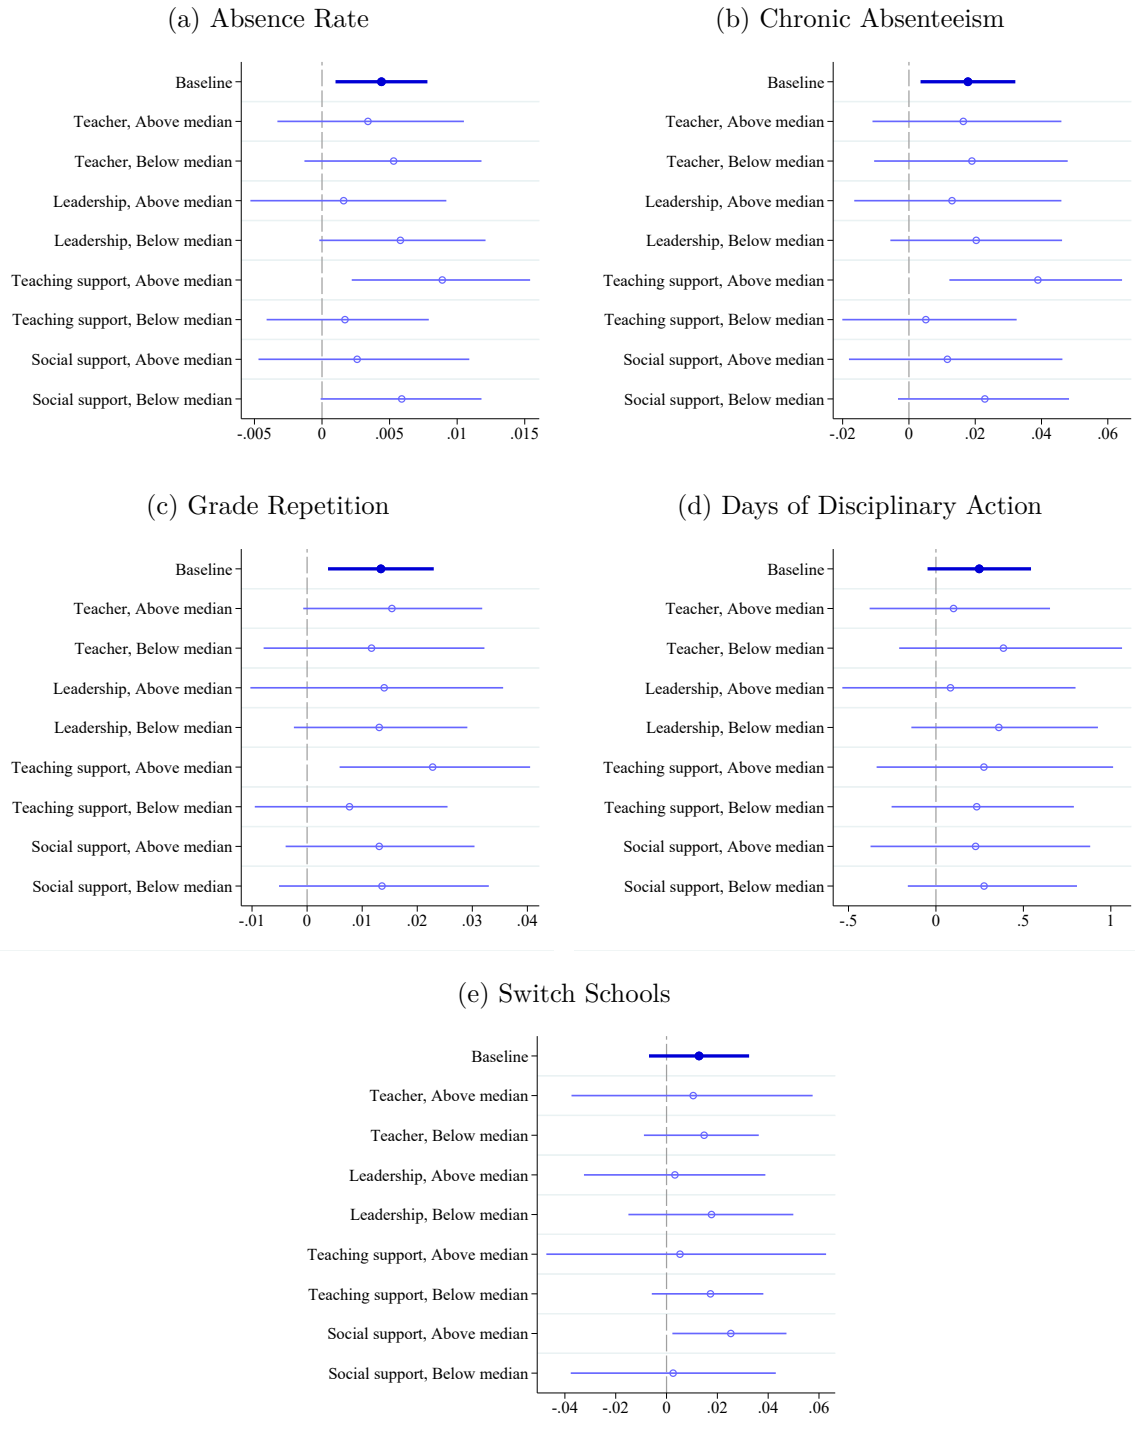 (a) Absence Rate
Baseline
Teacher, Above median
Teacher, Below median
Leadership, Above median
Leadership, Below median
Teaching support, Above median
Teaching support, Below median
Social support, Above median
Social support, Below median
-.005 0 .005 .01 .015
(b) Chronic Absenteeism
Baseline
Teacher, Above median
Teacher, Below median
Leadership, Above median
Leadership, Below median
Teaching support, Above median
Teaching support, Below median
Social support, Above median
Social support, Below median
-.02 0 .02 .04 .06
(c) Grade Repetition
Baseline
Teacher, Above median
Teacher, Below median
Leadership, Above median
Leadership, Below median
Teaching support, Above median
Teaching support, Below median
Social support, Above median
Social support, Below median
-.01 0 .01 .02 .03 .04
(d) Days of Disciplinary Action
Baseline
Teacher, Above median
Teacher, Below median
Leadership, Above median
Leadership, Below median
Teaching support, Above median
Teaching support, Below median
Social support, Above median
Social support, Below median
-.5 0 .5 1
(e) Switch Schools
Baseline
Teacher, Above median
Teacher, Below median
Leadership, Above median
Leadership, Below median
Teaching support, Above median
Teaching support, Below median
Social support, Above median
Social support, Below median
-.04 -.02 0 .02 .04 .06